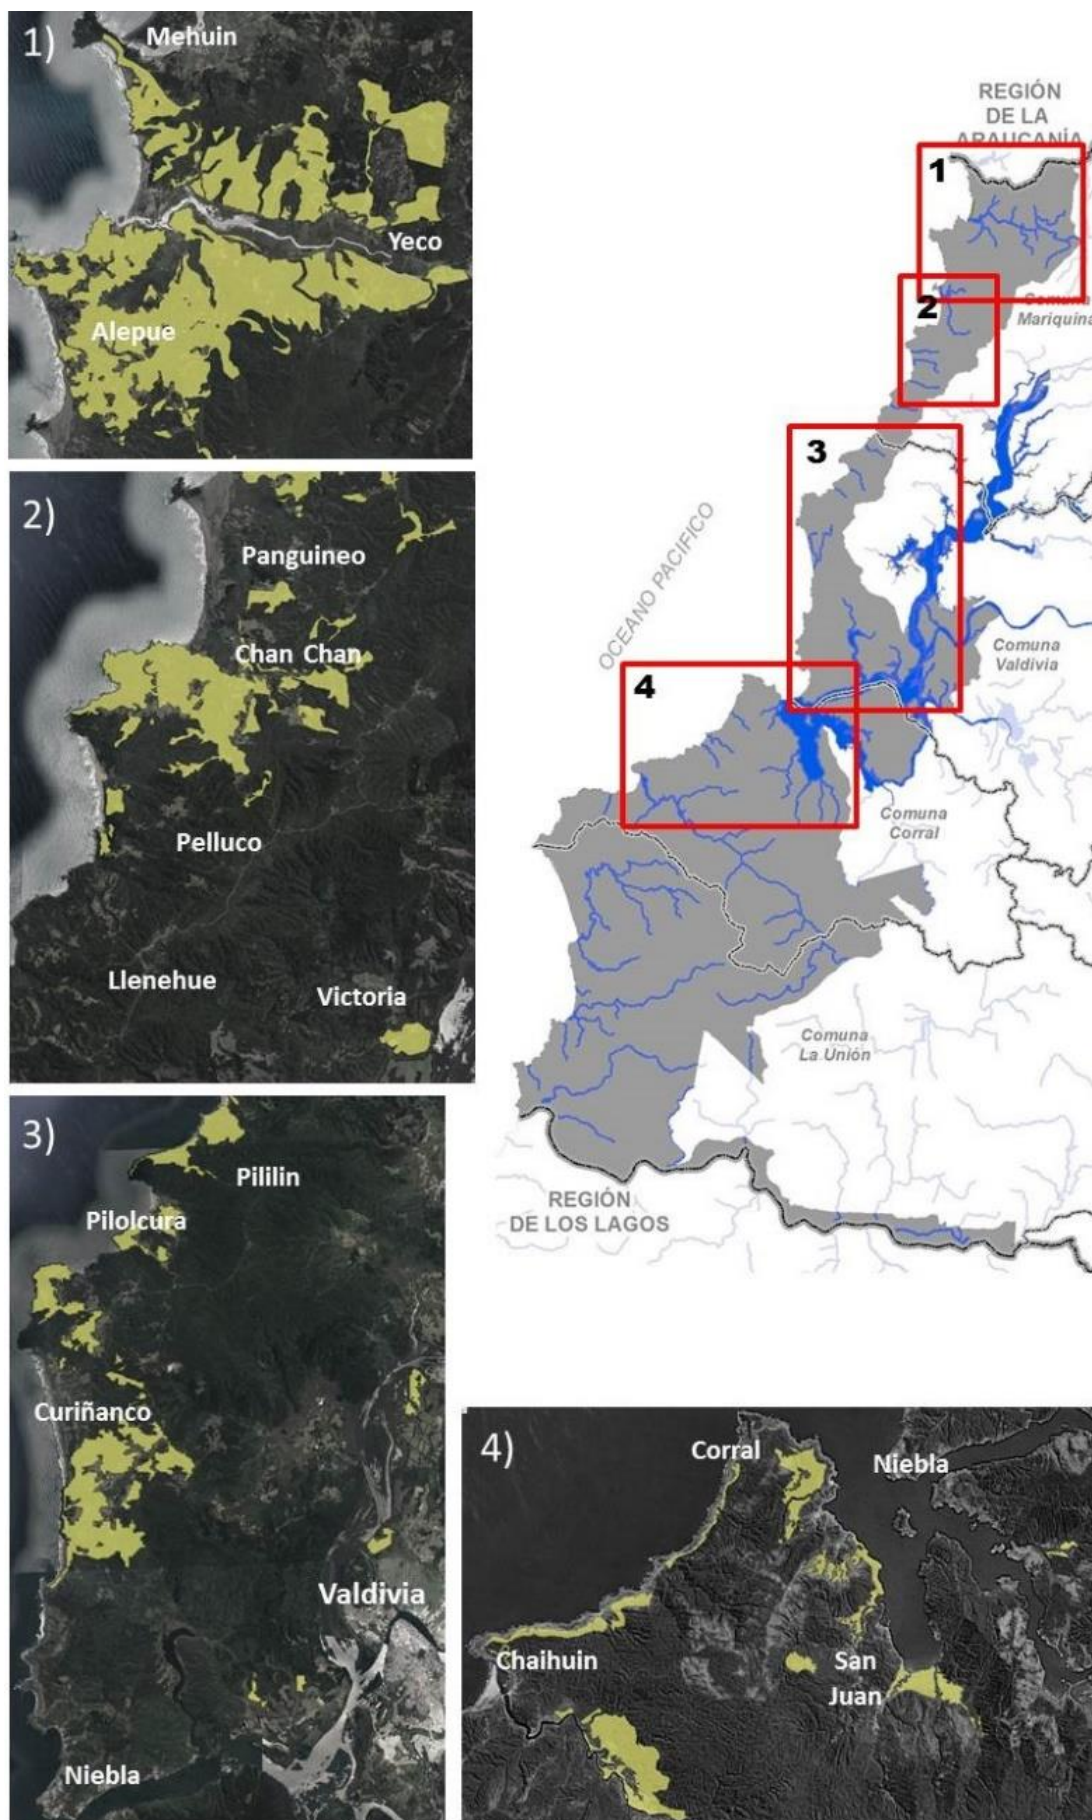 1)
Mehuin
Yeco
Alepue
2)
Panguineo
Chan Chan
Pelluco
Llenehue
Victoria
3)
Pililin
Pilolcura
Curiñanco
Valdivia
Niebla
REGIÓN
DE LA
ARAUCANÍA
1
2
Comuna
Mariquina
3
OCEANO PACIFICO
Comuna
Valdivia
4
Comuna
Corral
Comuna
La Unión
REGIÓN
DE LOS LAGOS
4)
Corral
Niebla
Chaihuin
San
Juan